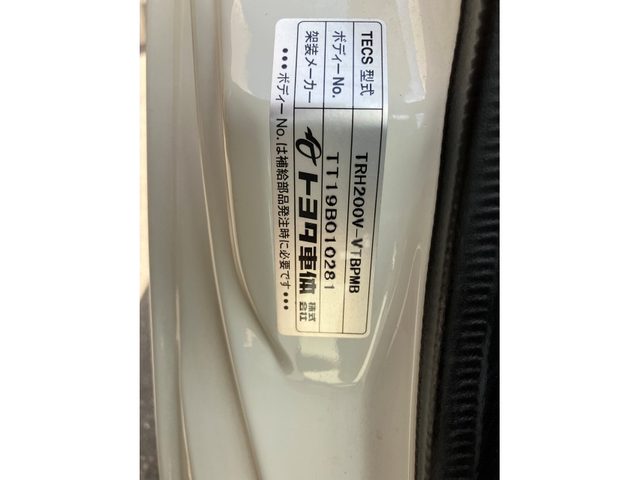 TECS 型式 TRH200V-VTBPMB
ボディーNo. TT19B010281
架装メーカー トヨタ車体 株式会社
•••ボディーNo.は補給部品発注時に必要です•••